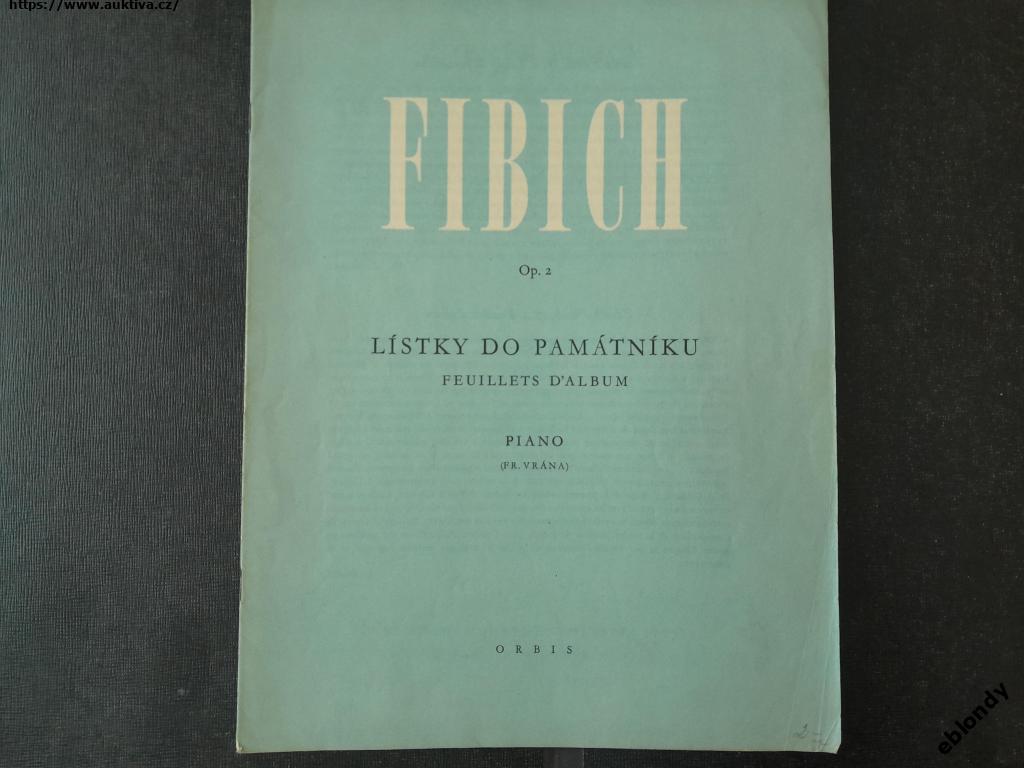 https://www.auktiva.cz/
FIBICH
Op. 2
LÍSTKY DO PAMÁTNÍKU
FEUILLETS D'ALBUM
PIANO
(FR. VRÁNA)
ORBIS
eblondy